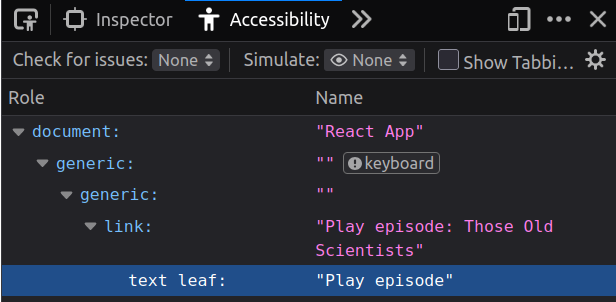 Inspector Accessibility
Check for issues: None Simulate: None Show Tabbi...
Role Name
document: "React App"
generic: "" keyboard
generic: ""
link: "Play episode: Those Old
Scientists"
text leaf: "Play episode"